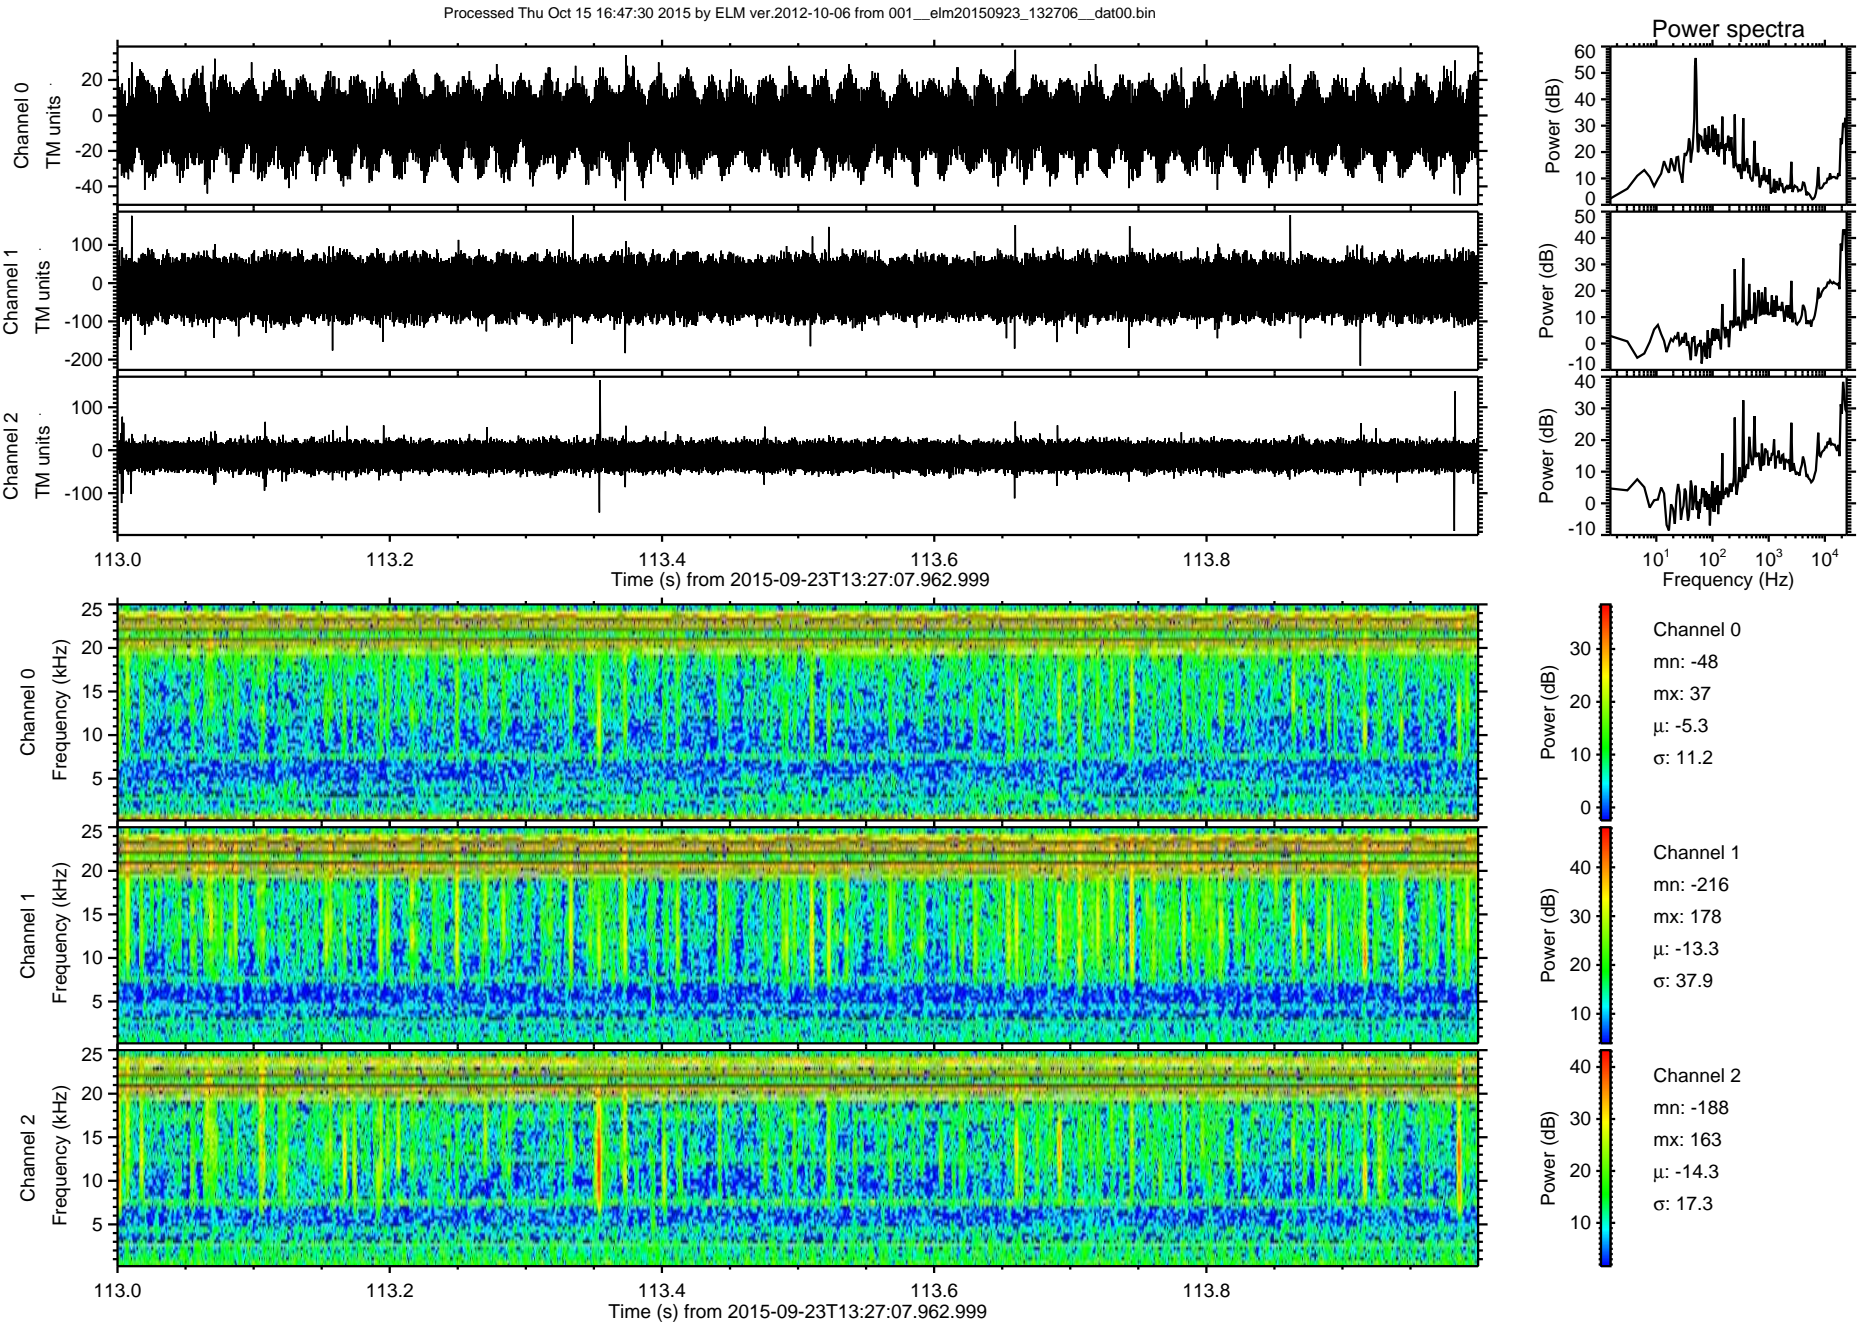 Processed Thu Oct 15 16:47:30 2015 by ELM ver.2012-10-06 from 001__elm20150923_132706__dat00.bin
Power spectra
Channel 0
TM units
20
0
-20
-40
Power (dB)
60
50
40
30
20
10
0
Channel 1
TM units
100
0
-100
-200
Power (dB)
50
40
30
20
10
0
-10
Channel 2
TM units
100
0
-100
Power (dB)
40
30
20
10
0
-10
113.0 113.2 113.4 113.6 113.8
Time (s) from 2015-09-23T13:27:07.962.999
10¹ 10² 10³ 10⁴
Frequency (Hz)
Channel 0
Frequency (kHz)
25
20
15
10
5
Power (dB)
30
20
10
0
Channel 0
mn: -48
mx: 37
μ: -5.3
σ: 11.2
Channel 1
Frequency (kHz)
25
20
15
10
5
Power (dB)
40
30
20
10
Channel 1
mn: -216
mx: 178
μ: -13.3
σ: 37.9
Channel 2
Frequency (kHz)
25
20
15
10
5
Power (dB)
40
30
20
10
Channel 2
mn: -188
mx: 163
μ: -14.3
σ: 17.3
113.0 113.2 113.4 113.6 113.8
Time (s) from 2015-09-23T13:27:07.962.999